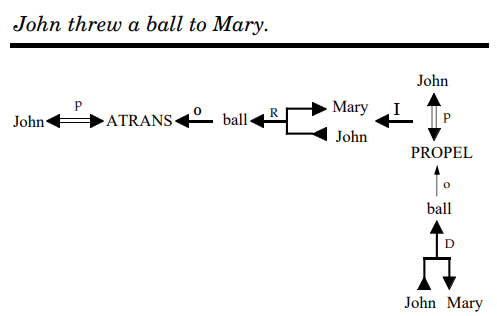 John threw a ball to Mary.
John
p
John ATRANS o ball R Mary I p
John
PROPEL
o
ball
D
John Mary